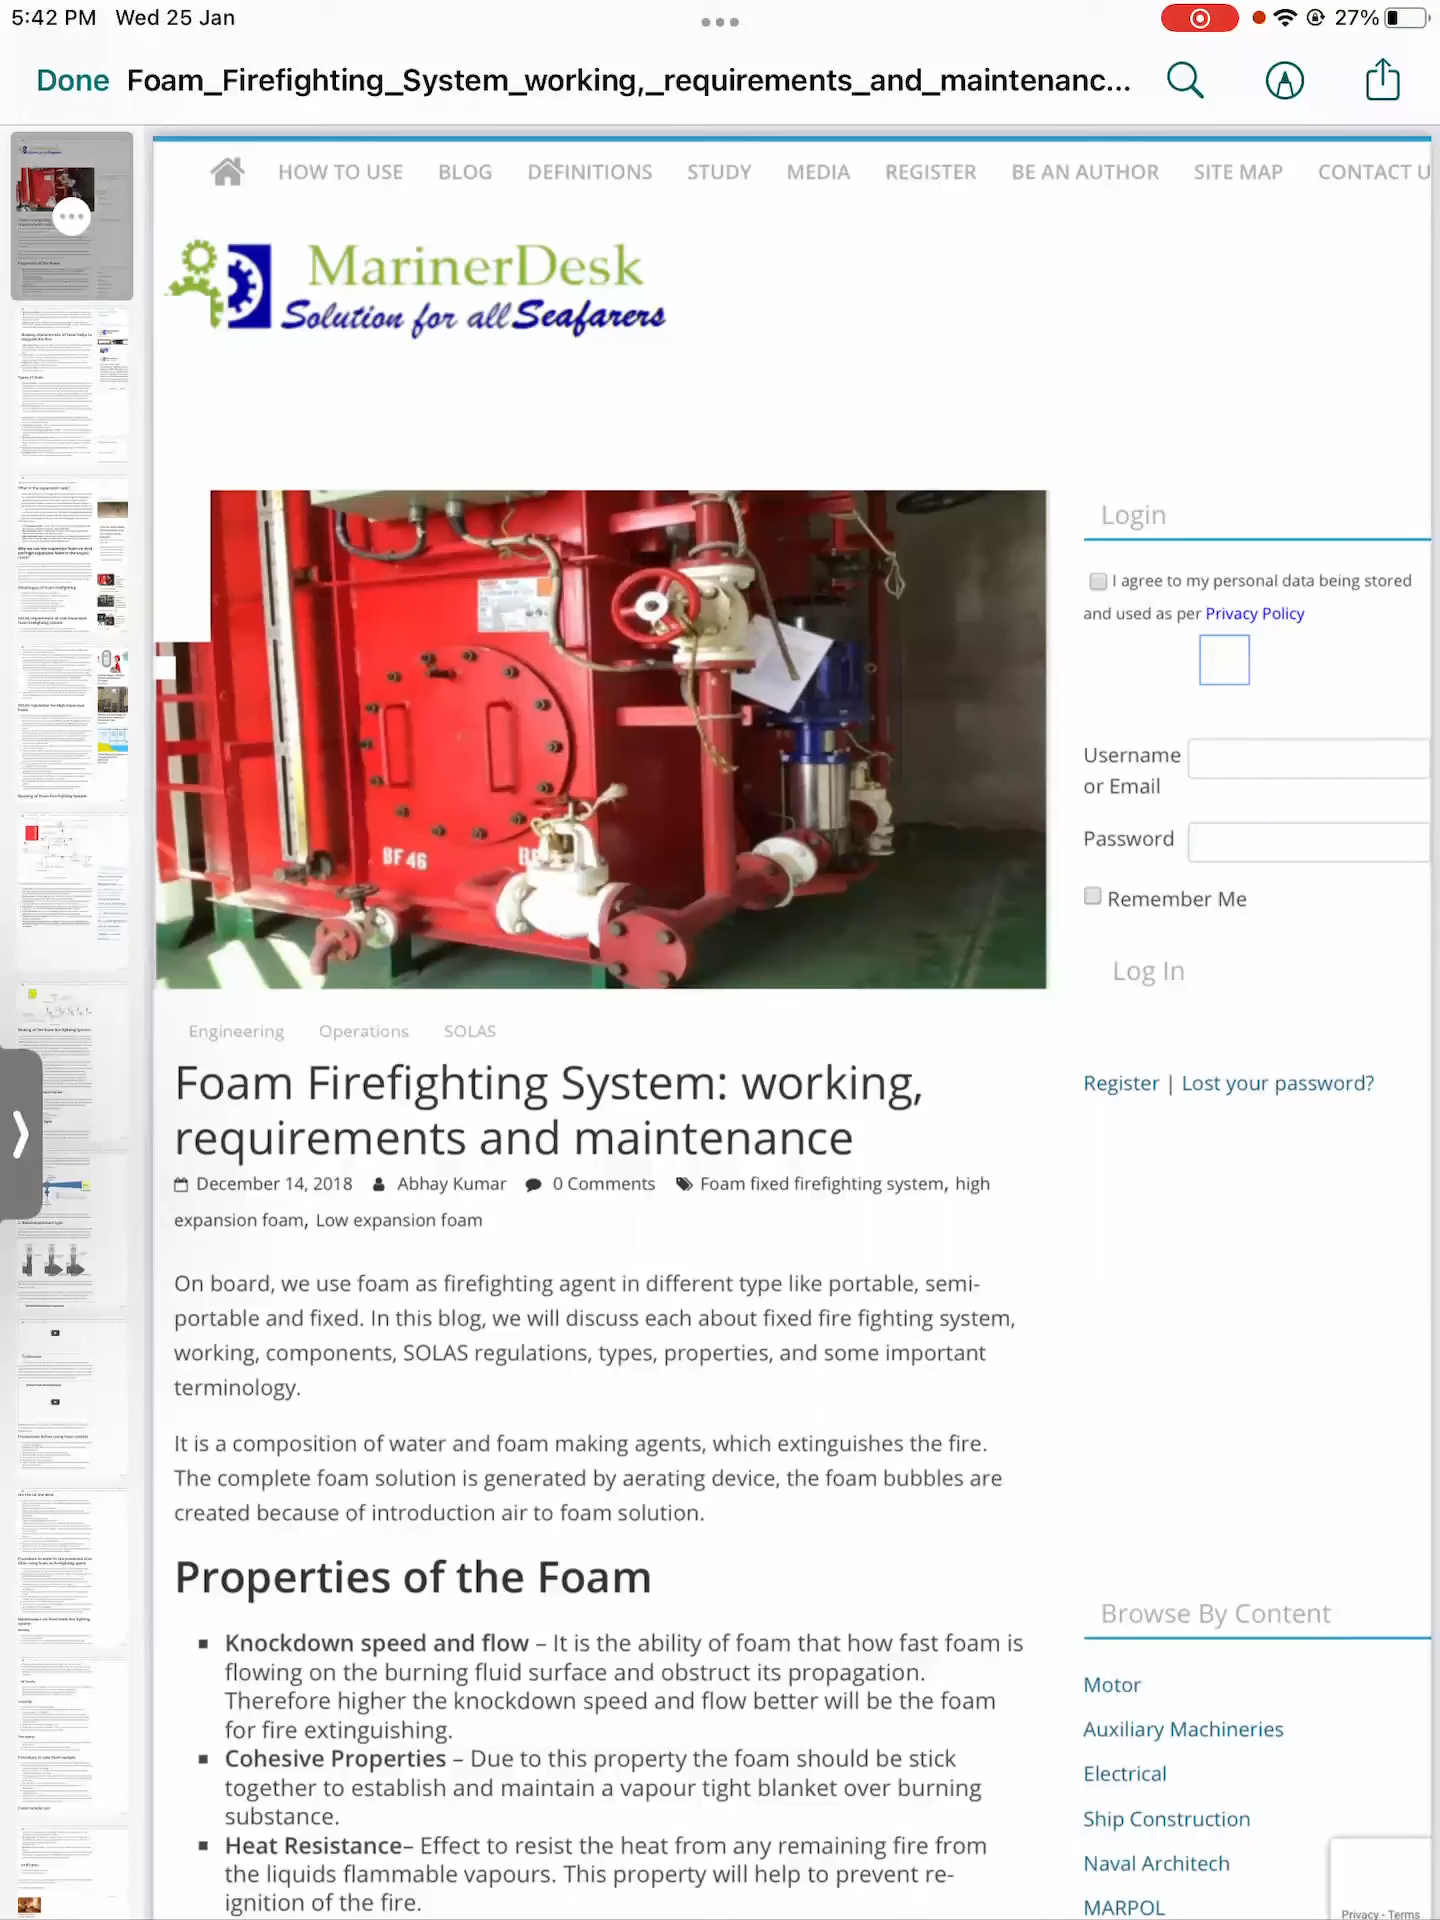 5:42 PM Wed 25 Jan
27%
Done Foam_Firefighting_System_working,_requirements_and_maintenanc...
HOW TO USE BLOG DEFINITIONS STUDY MEDIA REGISTER BE AN AUTHOR SITE MAP CONTACT U
MarinerDesk
Solution for all Seafarers
BF 46
Engineering Operations SOLAS
Foam Firefighting System: working,
requirements and maintenance
December 14, 2018 Abhay Kumar 0 Comments Foam fixed firefighting system, high
expansion foam, Low expansion foam
On board, we use foam as firefighting agent in different type like portable, semi-
portable and fixed. In this blog, we will discuss each about fixed fire fighting system,
working, components, SOLAS regulations, types, properties, and some important
terminology.
It is a composition of water and foam making agents, which extinguishes the fire.
The complete foam solution is generated by aerating device, the foam bubbles are
created because of introduction air to foam solution.
Properties of the Foam
Knockdown speed and flow – It is the ability of foam that how fast foam is
flowing on the burning fluid surface and obstruct its propagation.
Therefore higher the knockdown speed and flow better will be the foam
for fire extinguishing.
Cohesive Properties – Due to this property the foam should be stick
together to establish and maintain a vapour tight blanket over burning
substance.
Heat Resistance– Effect to resist the heat from any remaining fire from
the liquids flammable vapours. This property will help to prevent re-
ignition of the fire.
Login
I agree to my personal data being stored
and used as per Privacy Policy
Username
or Email
Password
Remember Me
Log In
Register | Lost your password?
Browse By Content
Motor
Auxiliary Machineries
Electrical
Ship Construction
Naval Architech
MARPOL
Privacy - Terms